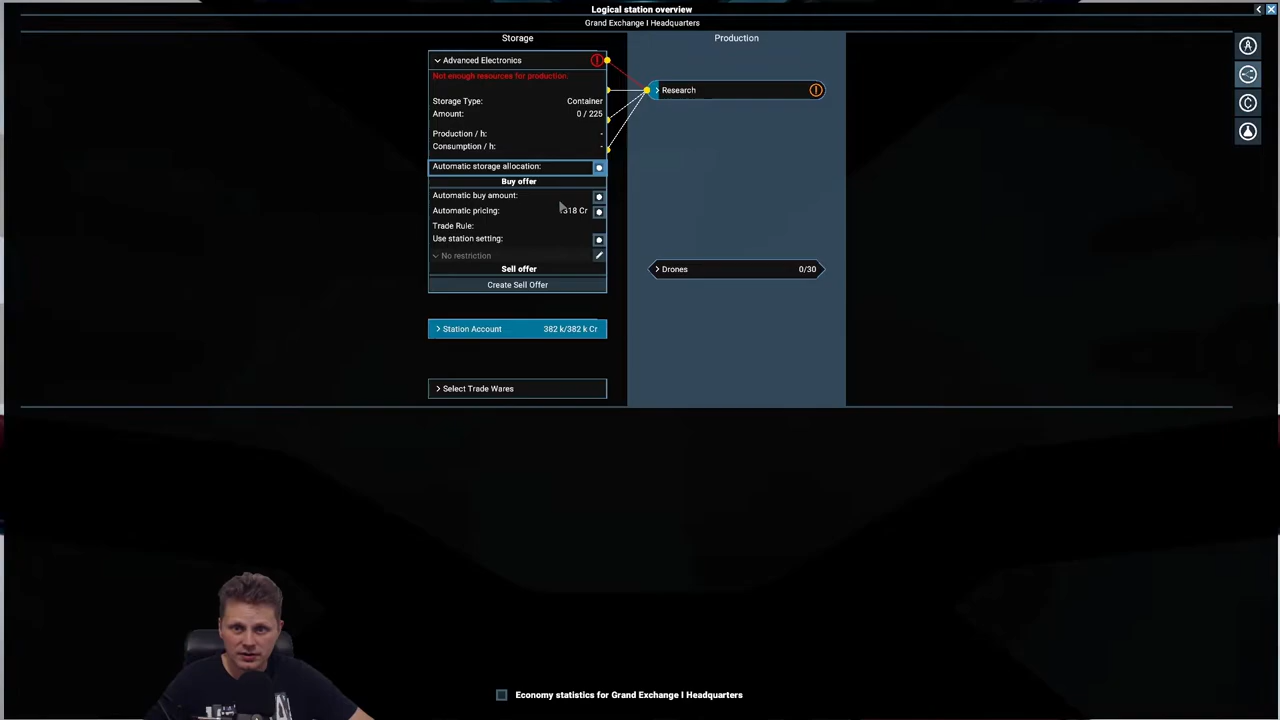 Logical station overview
Grand Exchange I Headquarters
Storage
Production
Advanced Electronics
Not enough resources for production.
Storage Type: Container
Amount: 0 / 225
Production / h: -
Consumption / h: -
Automatic storage allocation:
Buy offer
Automatic buy amount:
Automatic pricing: 318 Cr
Trade Rule:
Use station setting:
No restriction
Sell offer
Create Sell Offer
Research
Drones 0/30
Station Account 382 k/382 k Cr
Select Trade Wares
Economy statistics for Grand Exchange I Headquarters